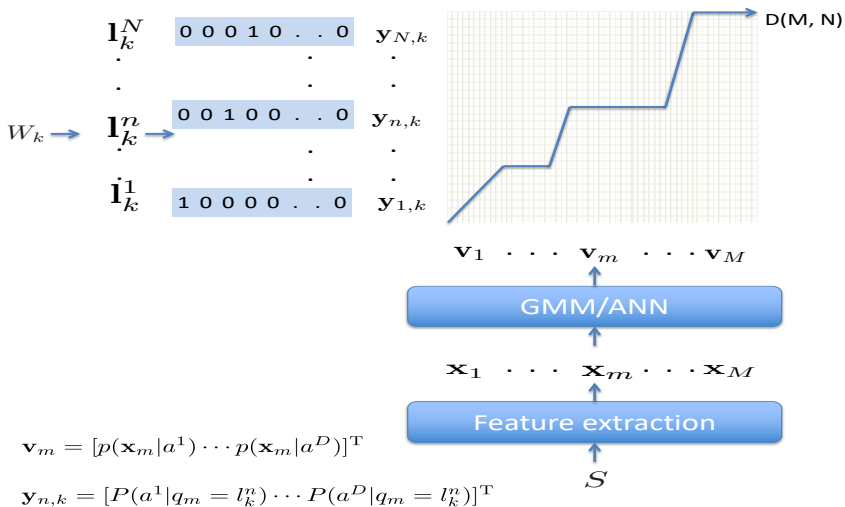 l_k^N 0 0 0 1 0 . . 0 y_{N,k} D(M, N)
. . .
. . .
W_k l_k^n 0 0 1 0 0 . . 0 y_{n,k}
. . .
. . .
l_k^1 1 0 0 0 0 . . 0 y_{1,k}
v_1 · · · v_m · · · v_M
GMM/ANN
x_1 · · · x_m · · · x_M
Feature extraction
v_m = [p(x_m|a^1) ··· p(x_m|a^D)]^T
S
y_{n,k} = [P(a^1|q_m = l_k^n) ··· P(a^D|q_m = l_k^n)]^T